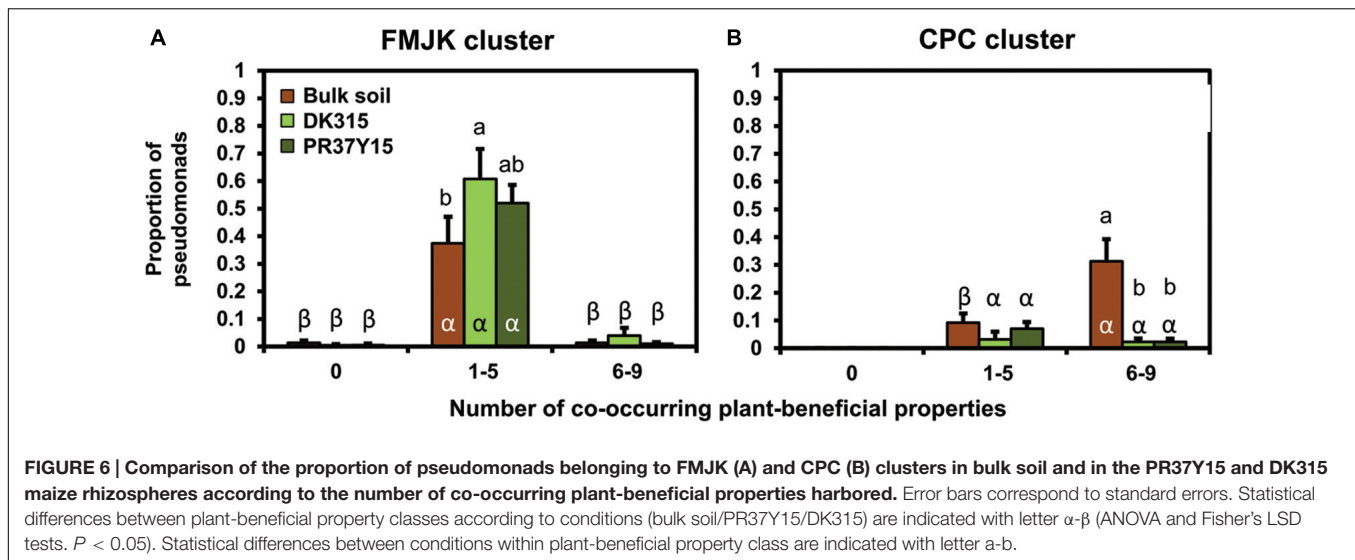 A FMJK cluster
B CPC cluster
Proportion of
pseudomonads
1
0.9
0.8
0.7
0.6
0.5
0.4
0.3
0.2
0.1
0
Bulk soil
DK315
PR37Y15
β β β
b a ab
α α α
β β β
0 1-5 6-9
1
0.9
0.8
0.7
0.6
0.5
0.4
0.3
0.2
0.1
0
β α α
a b b
α α α
0 1-5 6-9
Number of co-occurring plant-beneficial properties
FIGURE 6 | Comparison of the proportion of pseudomonads belonging to FMJK (A) and CPC (B) clusters in bulk soil and in the PR37Y15 and DK315
maize rhizospheres according to the number of co-occurring plant-beneficial properties harbored. Error bars correspond to standard errors. Statistical
differences between plant-beneficial property classes according to conditions (bulk soil/PR37Y15/DK315) are indicated with letter α-β (ANOVA and Fisher's LSD
tests. P < 0.05). Statistical differences between conditions within plant-beneficial property class are indicated with letter a-b.